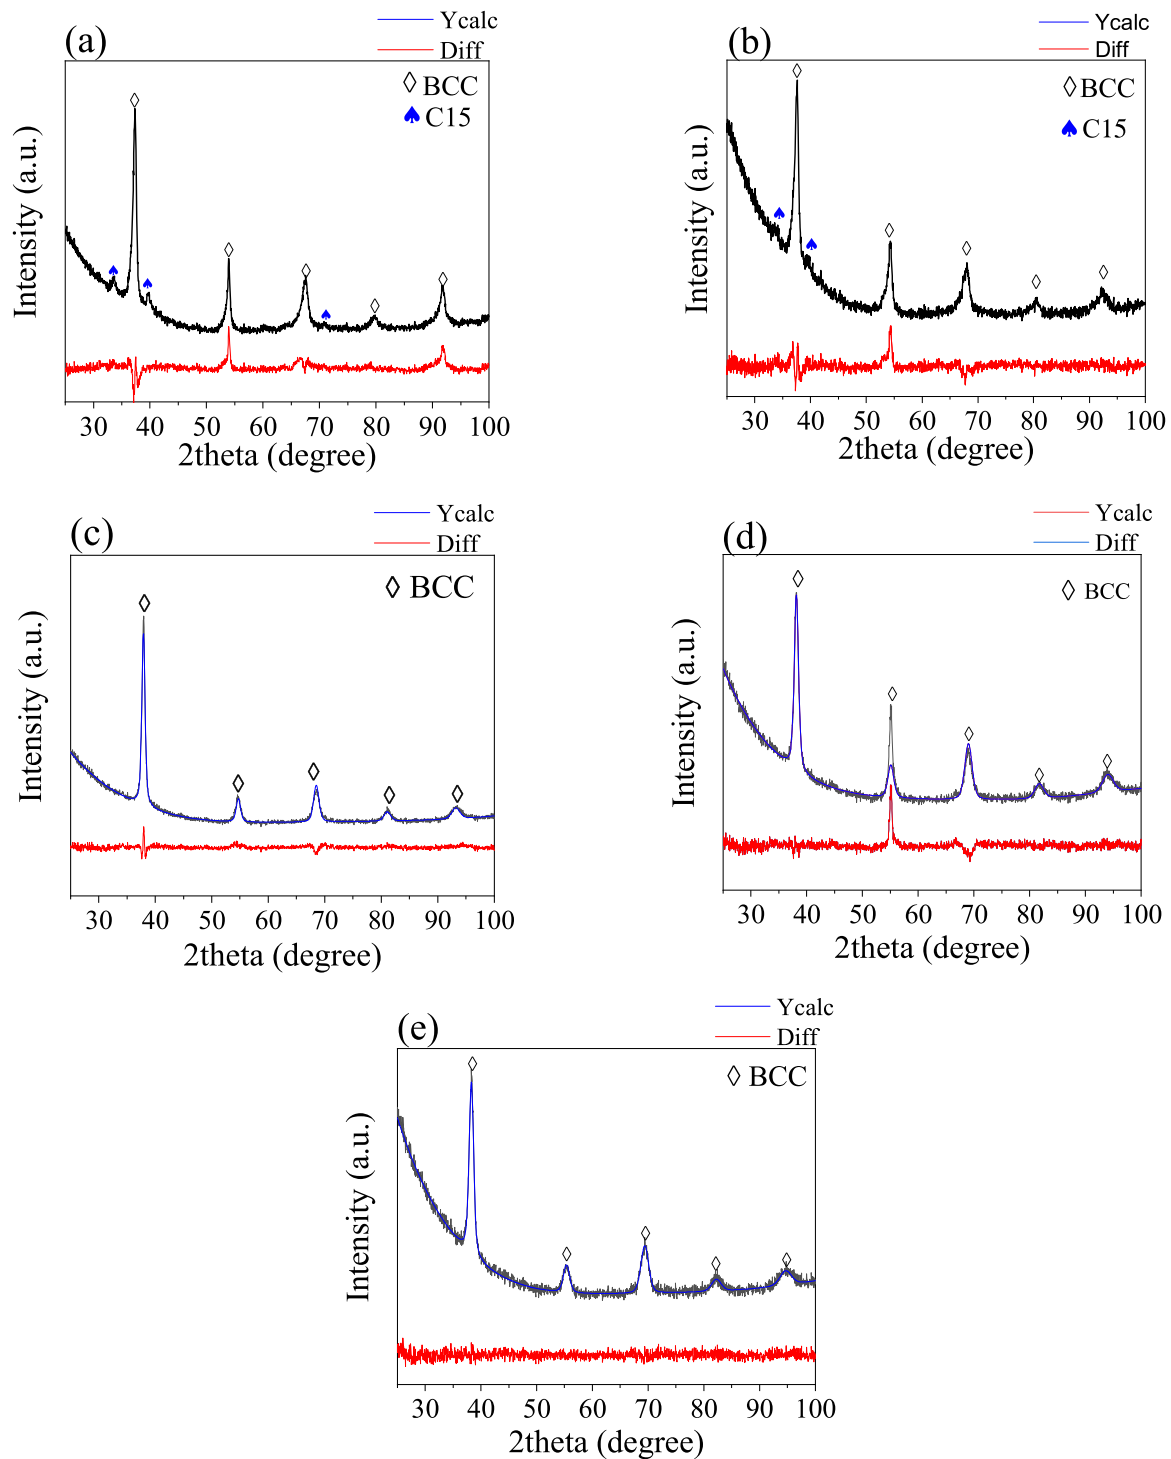 (a)
Ycalc
Diff
◇ BCC
♠ C15
Intensity (a.u.)
30 40 50 60 70 80 90 100
2theta (degree)
(b)
Ycalc
Diff
◇ BCC
♠ C15
Intensity (a.u.)
30 40 50 60 70 80 90 100
2theta (degree)
(c)
Ycalc
Diff
◇ BCC
Intensity (a.u.)
30 40 50 60 70 80 90 100
2theta (degree)
(d)
Ycalc
Diff
◇ BCC
Intensity (a.u.)
30 40 50 60 70 80 90 100
2theta (degree)
(e)
Ycalc
Diff
◇ BCC
Intensity (a.u.)
30 40 50 60 70 80 90 100
2theta (degree)